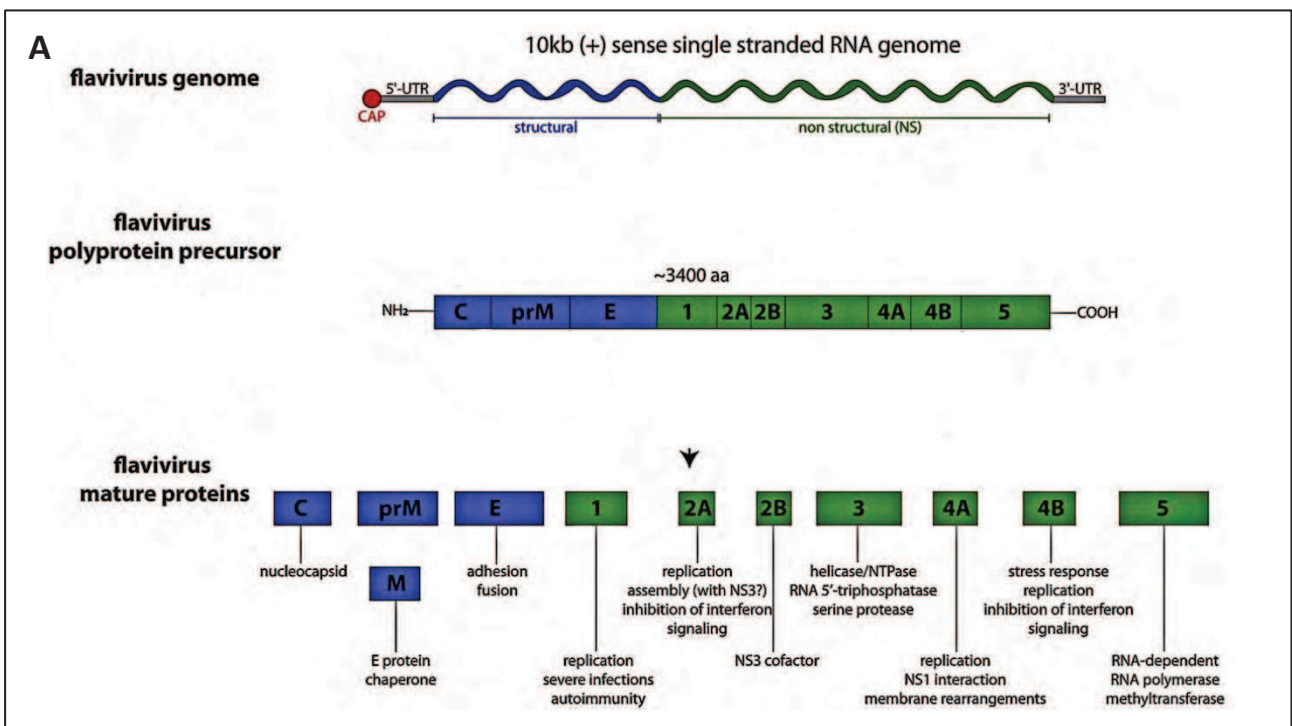 A
10kb (+) sense single stranded RNA genome
flavivirus genome
5'-UTR
3'-UTR
CAP
structural
non structural (NS)
flavivirus
polyprotein precursor
~3400 aa
NH₂
C
prM
E
1
2A
2B
3
4A
4B
5
COOH
flavivirus
mature proteins
C
prM
E
1
2A
2B
3
4A
4B
5
nucleocapsid
M
E protein
chaperone
adhesion
fusion
replication
severe infections
autoimmunity
replication
assembly (with NS3?)
inhibition of interferon
signaling
NS3 cofactor
helicase/NTPase
RNA 5'-triphosphatase
serine protease
replication
NS1 interaction
membrane rearrangements
stress response
replication
inhibition of interferon
signaling
RNA-dependent
RNA polymerase
methyltransferase